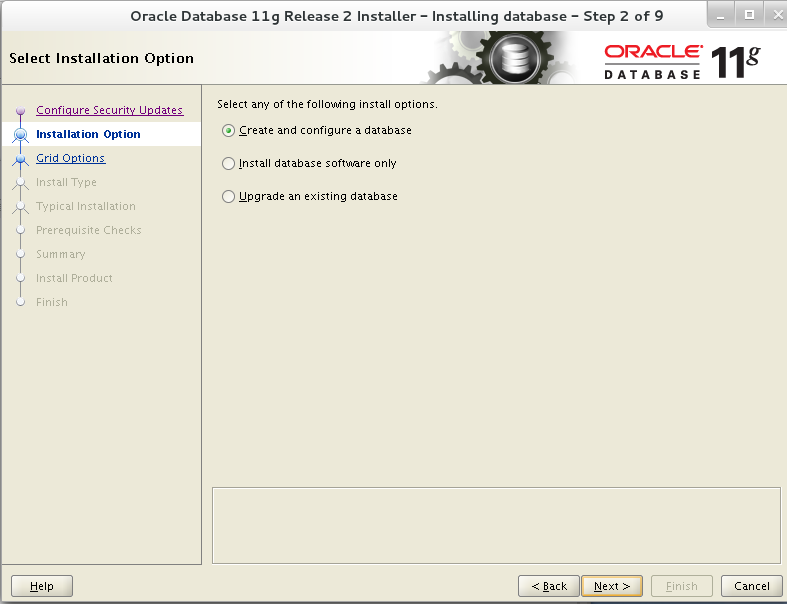 Oracle Database 11g Release 2 Installer - Installing database - Step 2 of 9
Select Installation Option
ORACLE
DATABASE
11g
Configure Security Updates
Installation Option
Grid Options
Install Type
Typical Installation
Prerequisite Checks
Summary
Install Product
Finish
Select any of the following install options.
Create and configure a database
Install database software only
Upgrade an existing database
Help
< Back
Next >
Finish
Cancel